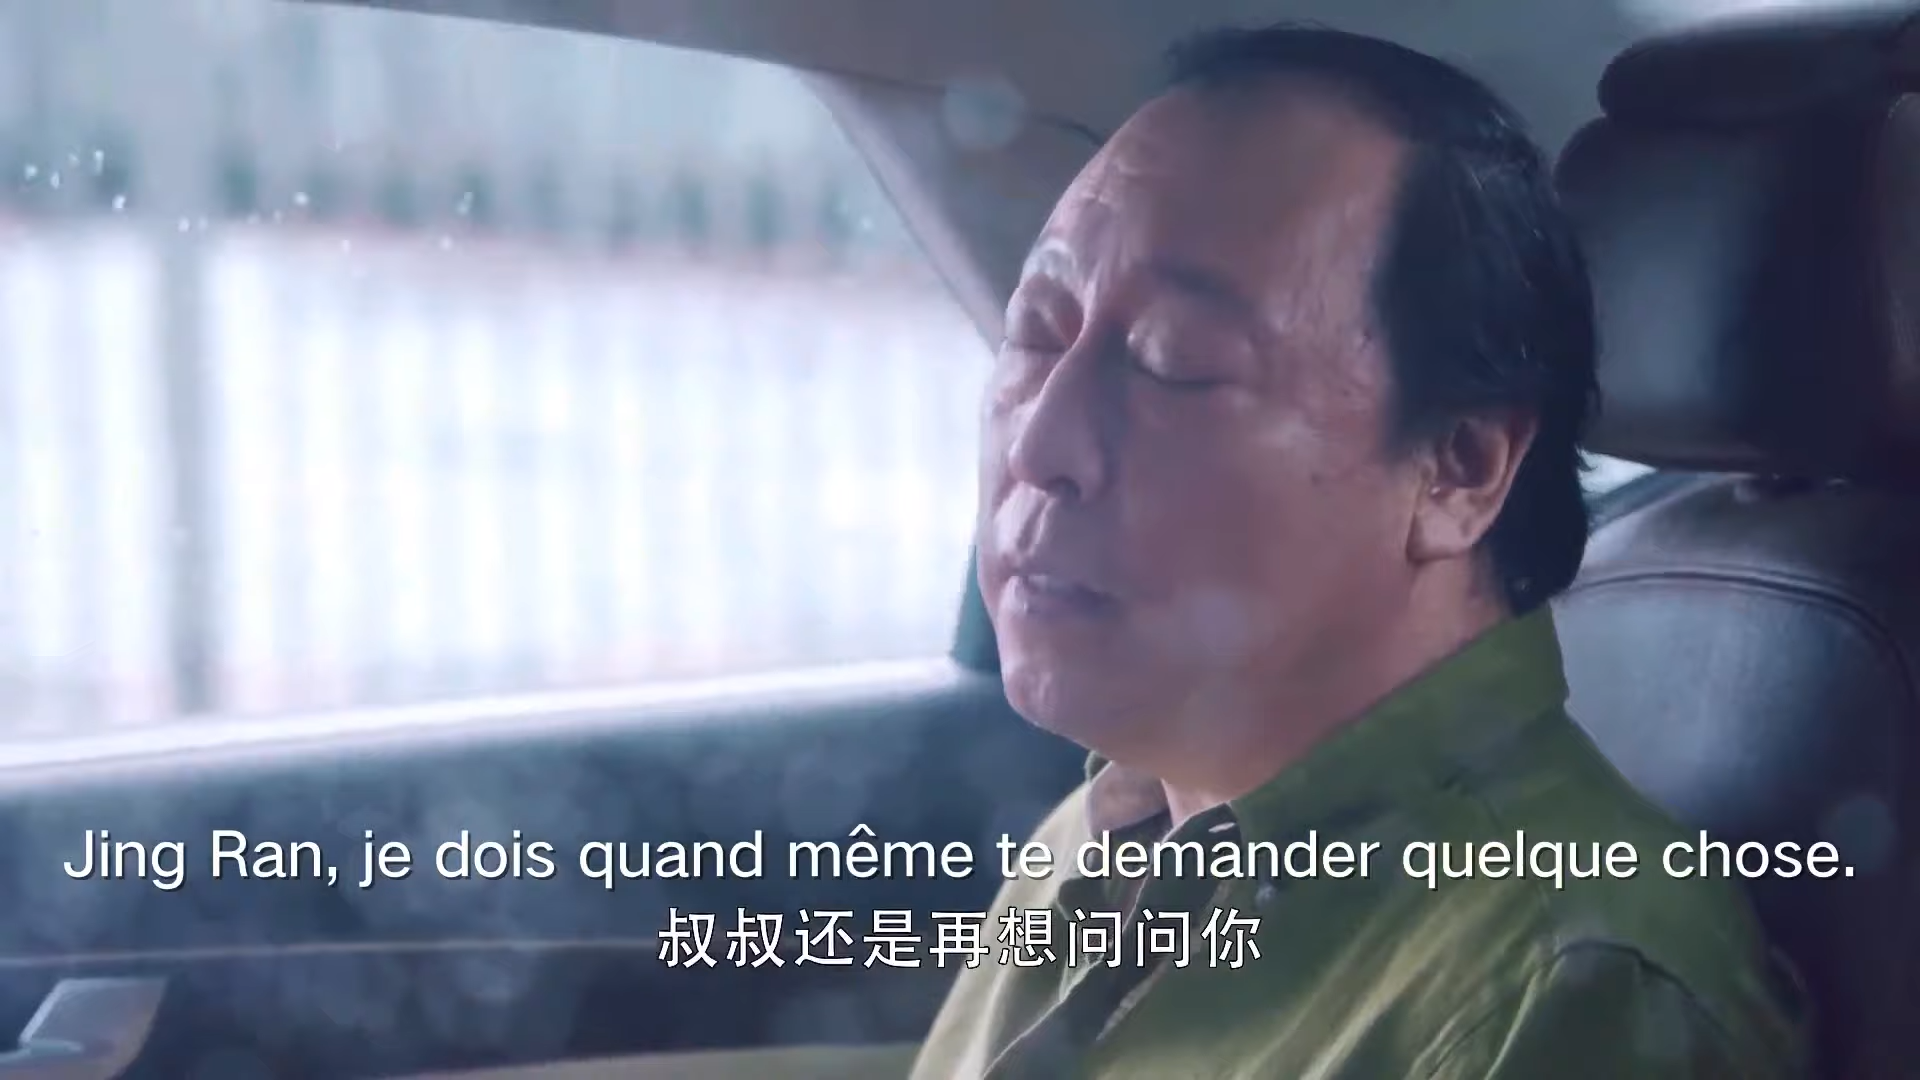 Jing Ran, je dois quand même te demander quelque chose.
叔叔还是再想问问你